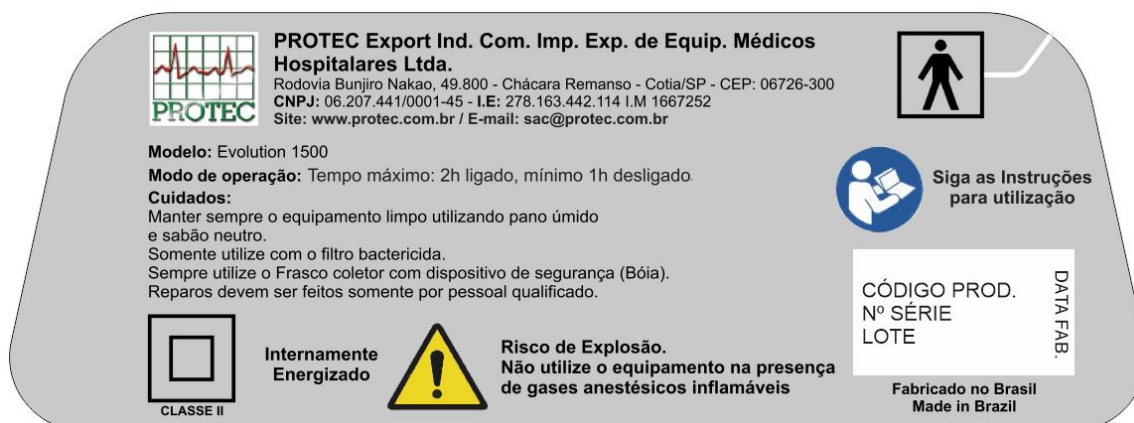 PROTEC
PROTEC Export Ind. Com. Imp. Exp. de Equip. Médicos
Hospitalares Ltda.
Rodovia Bunjiro Nakao, 49.800 - Chácara Remanso - Cotia/SP - CEP: 06726-300
CNPJ: 06.207.441/0001-45 - I.E: 278.163.442.114 I.M 1667252
Site: www.protec.com.br / E-mail: sac@protec.com.br
Modelo: Evolution 1500
Modo de operação: Tempo máximo: 2h ligado, mínimo 1h desligado.
Cuidados:
Manter sempre o equipamento limpo utilizando pano úmido
e sabão neutro.
Somente utilize com o filtro bactericida.
Sempre utilize o Frasco coletor com dispositivo de segurança (Bóia).
Reparos devem ser feitos somente por pessoal qualificado.
Siga as Instruções
para utilização
CÓDIGO PROD.
Nº SÉRIE
LOTE
DATA FAB.
CLASSE II
Internamente
Energizado
Risco de Explosão.
Não utilize o equipamento na presença
de gases anestésicos inflamáveis
Fabricado no Brasil
Made in Brazil